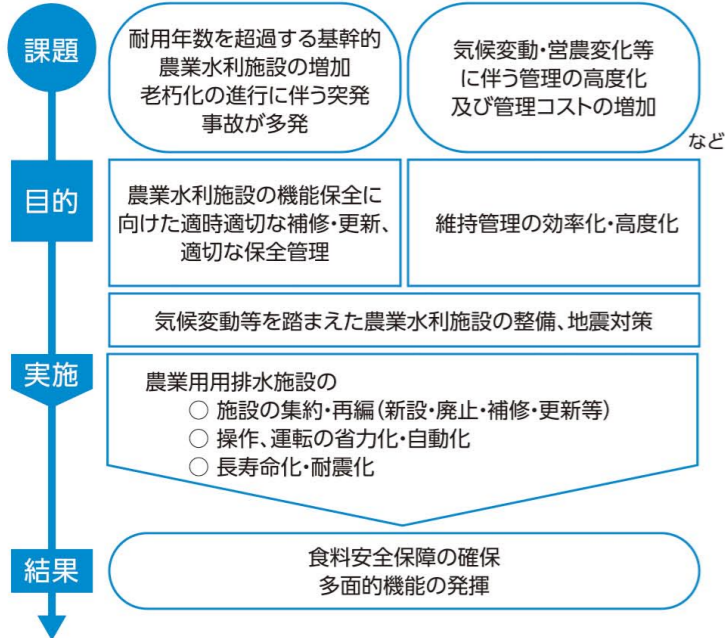 課題
耐用年数を超過する基幹的
農業水利施設の増加
老朽化の進行に伴う突発
事故が多発
気候変動・営農変化等
に伴う管理の高度化
及び管理コストの増加
など
目的
農業水利施設の機能保全に
向けた適時適切な補修・更新、
適切な保全管理
維持管理の効率化・高度化
気候変動等を踏まえた農業水利施設の整備、地震対策
実施
農業用用排水施設の
○ 施設の集約・再編(新設・廃止・補修・更新等)
○ 操作、運転の省力化・自動化
○ 長寿命化・耐震化
結果
食料安全保障の確保
多面的機能の発揮